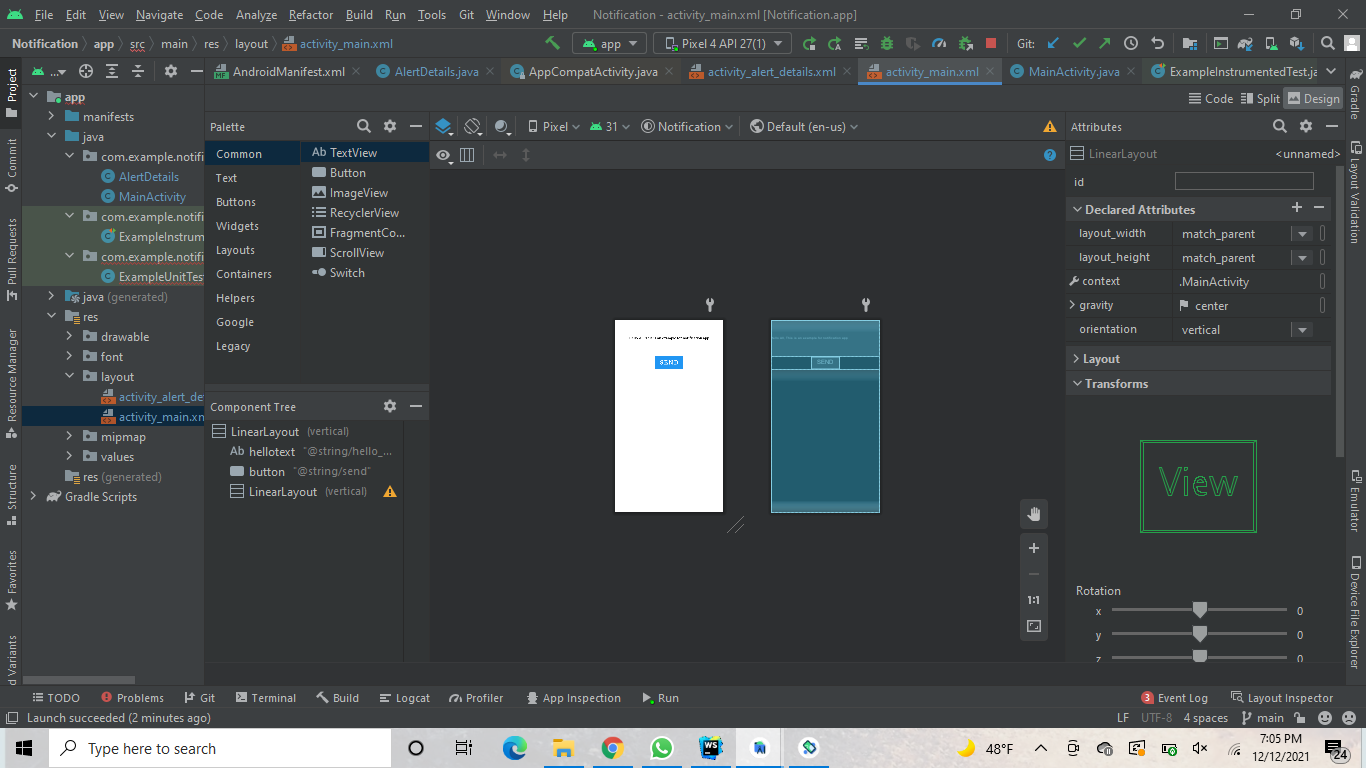 File Edit View Navigate Code Analyze Refactor Build Run Tools Git Window Help Notification - activity_main.xml [Notification.app]
Notification app src main res layout activity_main.xml app Pixel 4 API 27(1) Git:
... AndroidManifest.xml AlertDetails.java AppCompatActivity.java activity_alert_details.xml activity_main.xml MainActivity.java ExampleInstrumentedTest.ja
Code Split Design
Project
Commit
Pull Requests
Resource Manager
Structure
Favorites
d Variants
app
manifests
java
com.example.notifi
AlertDetails
MainActivity
com.example.notifi
ExampleInstrum
com.example.notifi
ExampleUnitTes
java (generated)
res
drawable
font
layout
activity_alert_de
activity_main.xn
mipmap
values
res (generated)
Gradle Scripts
Palette
Common
Text
Buttons
Widgets
Layouts
Containers
Helpers
Google
Legacy
Ab TextView
Button
ImageView
RecyclerView
FragmentCo...
ScrollView
Switch
Component Tree
LinearLayout (vertical)
Ab hellotext "@string/hello_...
button "@string/send"
LinearLayout (vertical)
Pixel 31 Notification Default (en-us)
?
SEND
SEND
1:1
Attributes
LinearLayout <unnamed>
id
Declared Attributes
layout_width match_parent
layout_height match_parent
context .MainActivity
gravity center
orientation vertical
Layout
Transforms
View
Rotation
x 0
y 0
z 0
Gradle
Layout Validation
Emulator
Device File Explorer
TODO Problems Git Terminal Build Logcat Profiler App Inspection Run 3 Event Log Layout Inspector
Launch succeeded (2 minutes ago) LF UTF-8 4 spaces main
Type here to search
WS
48°F
7:05 PM
12/12/2021
24